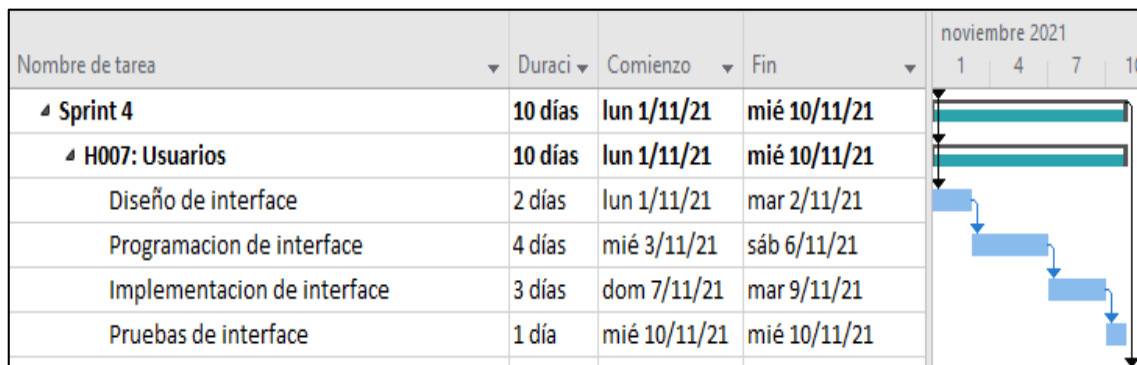 noviembre 2021
Nombre de tarea Duraci Comienzo Fin 1 4 7 10
Sprint 4 10 días lun 1/11/21 mié 10/11/21
H007: Usuarios 10 días lun 1/11/21 mié 10/11/21
Diseño de interface 2 días lun 1/11/21 mar 2/11/21
Programacion de interface 4 días mié 3/11/21 sáb 6/11/21
Implementacion de interface 3 días dom 7/11/21 mar 9/11/21
Pruebas de interface 1 día mié 10/11/21 mié 10/11/21